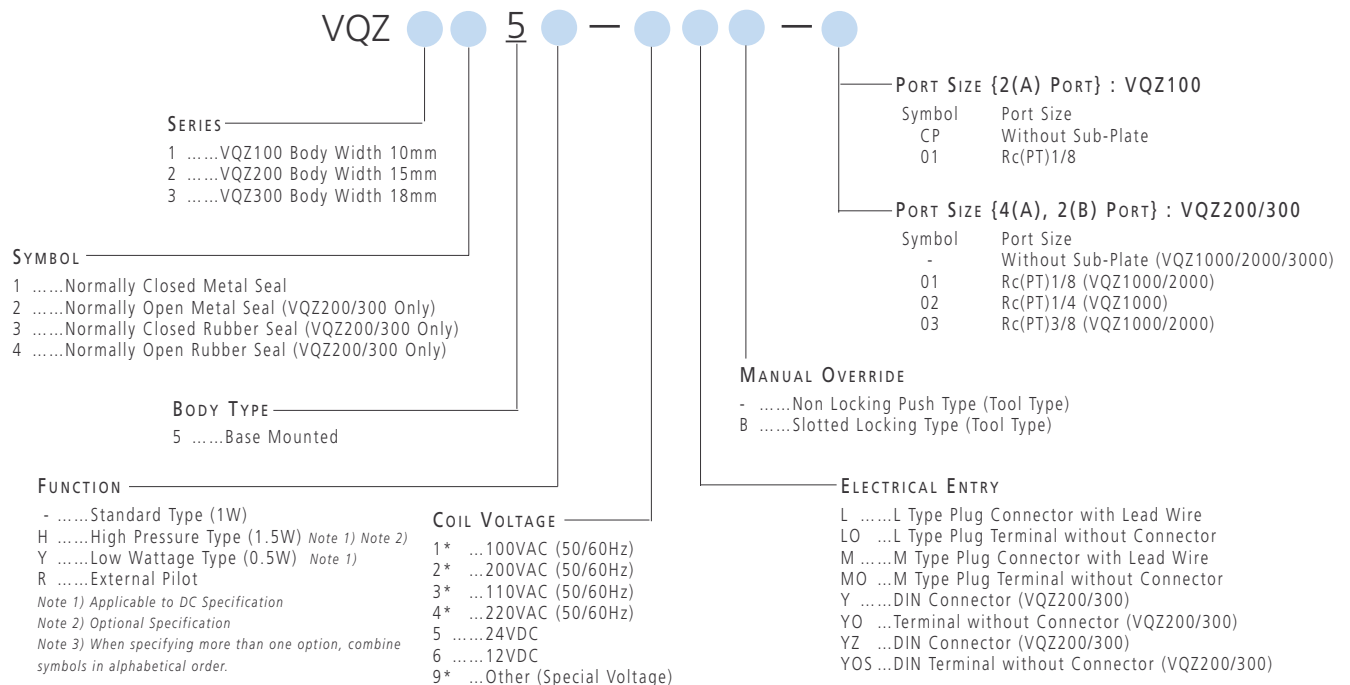 VQZ 5 — —
PORT SIZE {2(A) PORT} : VQZ100
Symbol Port Size
CP Without Sub-Plate
01 Rc(PT)1/8
SERIES
1 ……VQZ100 Body Width 10mm
2 ……VQZ200 Body Width 15mm
3 ……VQZ300 Body Width 18mm
PORT SIZE {4(A), 2(B) PORT} : VQZ200/300
Symbol Port Size
- Without Sub-Plate (VQZ1000/2000/3000)
01 Rc(PT)1/8 (VQZ1000/2000)
02 Rc(PT)1/4 (VQZ1000)
03 Rc(PT)3/8 (VQZ1000/2000)
SYMBOL
1 ……Normally Closed Metal Seal
2 ……Normally Open Metal Seal (VQZ200/300 Only)
3 ……Normally Closed Rubber Seal (VQZ200/300 Only)
4 ……Normally Open Rubber Seal (VQZ200/300 Only)
MANUAL OVERRIDE
- ……Non Locking Push Type (Tool Type)
B ……Slotted Locking Type (Tool Type)
BODY TYPE
5 ……Base Mounted
FUNCTION
- ……Standard Type (1W)
H ……High Pressure Type (1.5W) Note 1) Note 2)
Y ……Low Wattage Type (0.5W) Note 1)
R ……External Pilot
Note 1) Applicable to DC Specification
Note 2) Optional Specification
Note 3) When specifying more than one option, combine
symbols in alphabetical order.
COIL VOLTAGE
1* …100VAC (50/60Hz)
2* …200VAC (50/60Hz)
3* …110VAC (50/60Hz)
4* …220VAC (50/60Hz)
5 ……24VDC
6 ……12VDC
9* …Other (Special Voltage)
ELECTRICAL ENTRY
L ……L Type Plug Connector with Lead Wire
LO …L Type Plug Terminal without Connector
M ……M Type Plug Connector with Lead Wire
MO …M Type Plug Terminal without Connector
Y ……DIN Connector (VQZ200/300)
YO …Terminal without Connector (VQZ200/300)
YZ …DIN Connector (VQZ200/300)
YOS …DIN Terminal without Connector (VQZ200/300)